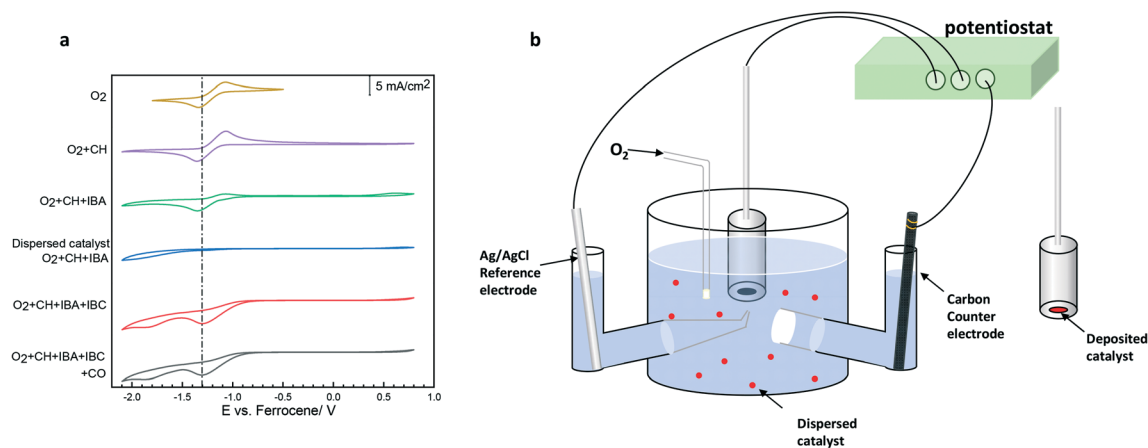 a
5 mA/cm²
O₂
O₂+CH
O₂+CH+IBA
Dispersed catalyst
O₂+CH+IBA
O₂+CH+IBA+IBC
O₂+CH+IBA+IBC
+CO
-2.0 -1.5 -1.0 -0.5 0.0 0.5 1.0
E vs. Ferrocene/ V
b
potentiostat
O₂
Ag/AgCl
Reference
electrode
Carbon
Counter
electrode
Deposited
catalyst
Dispersed
catalyst